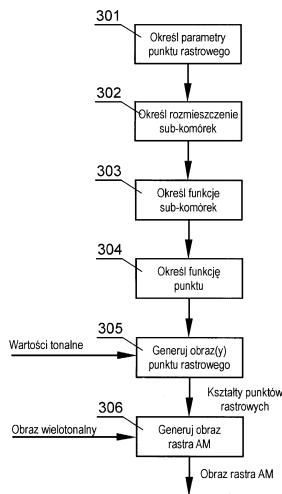 301
Określ parametry
punktu rastrowego
302
Określ rozmieszczenie
sub-komórek
303
Określ funkcje
sub-komórek
304
Określ funkcję
punktu
305
Wartości tonalne
Generuj obraz(y)
punktu rastrowego
Kształty punktów
rastrowych
306
Obraz wielotonalny
Generuj obraz
rastra AM
Obraz rastra AM